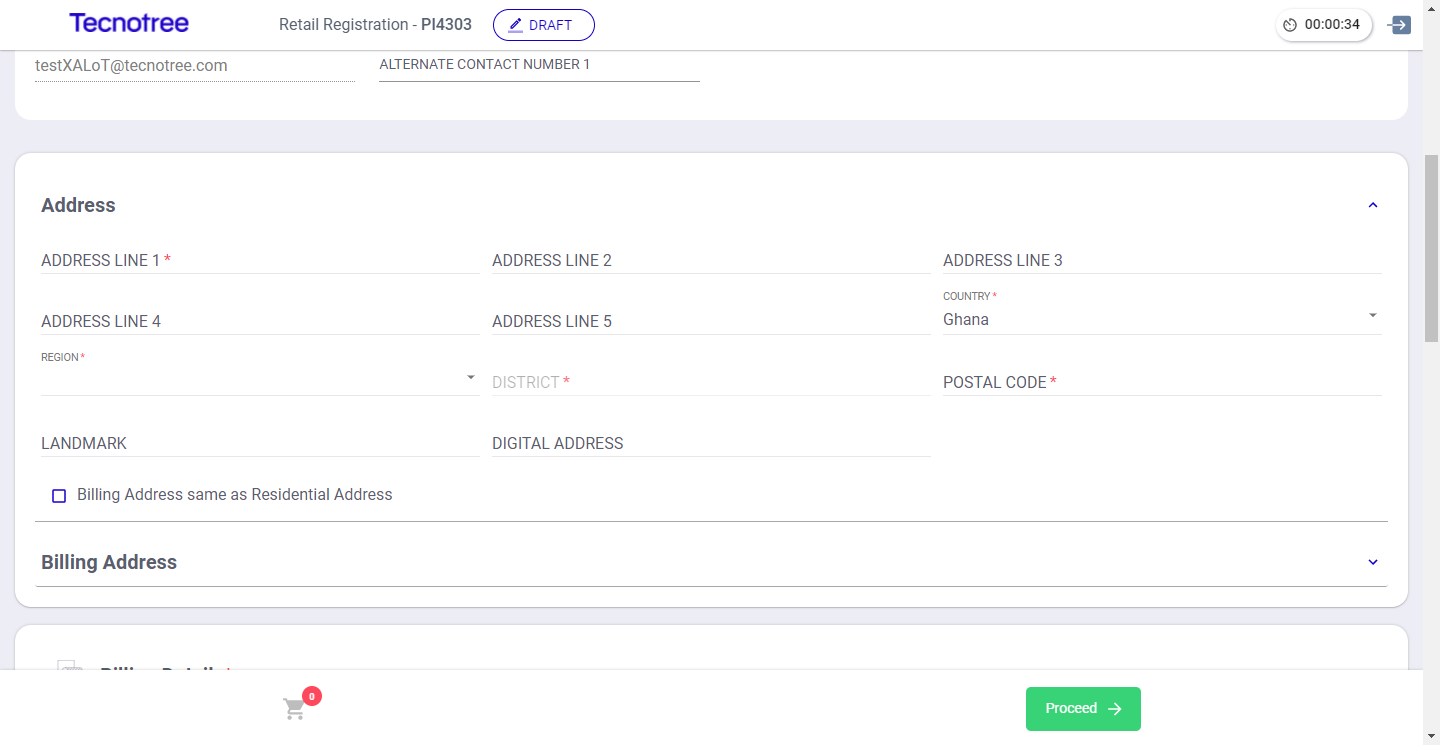 Tecnotree
Retail Registration - PI4303
DRAFT
00:00:34
testXALoT@tecnotree.com
ALTERNATE CONTACT NUMBER 1
Address
ADDRESS LINE 1 *
ADDRESS LINE 2
ADDRESS LINE 3
ADDRESS LINE 4
ADDRESS LINE 5
COUNTRY *
Ghana
REGION *
DISTRICT *
POSTAL CODE *
LANDMARK
DIGITAL ADDRESS
Billing Address same as Residential Address
Billing Address
0
Proceed